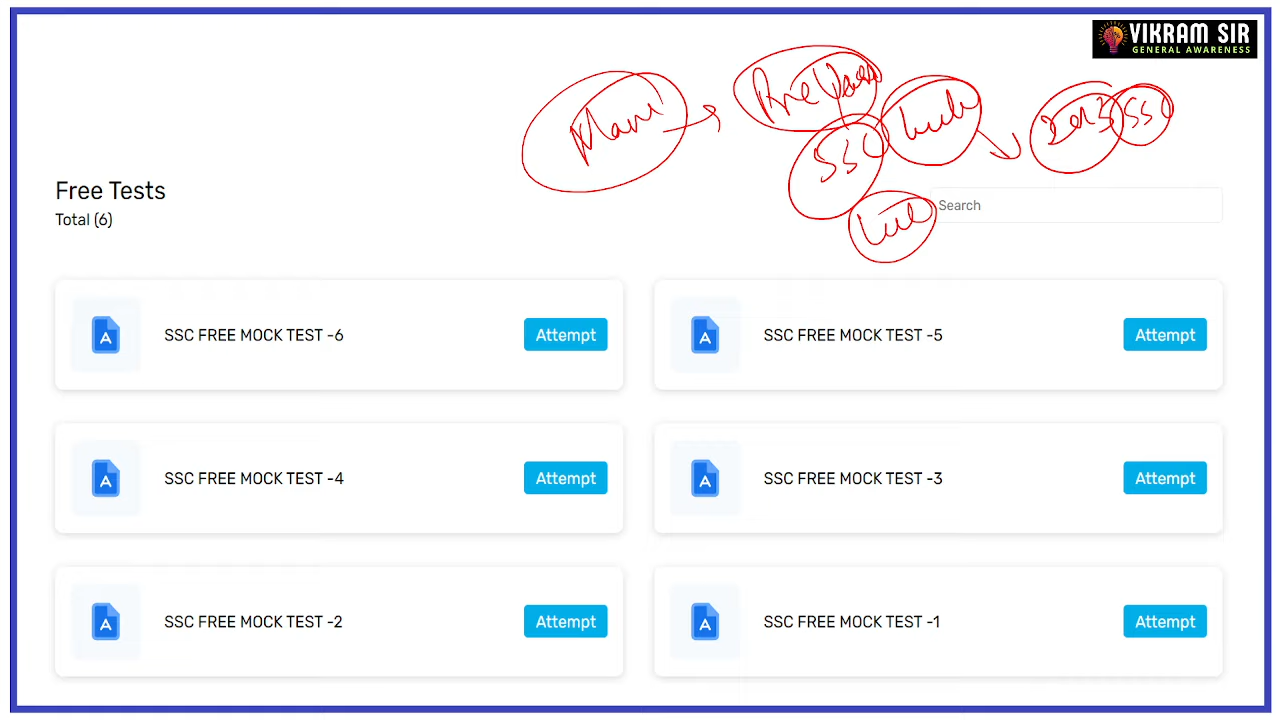 VIKRAM SIR
GENERAL AWARENESS
SSC
SSC
Free Tests
Total (6)
Search
SSC FREE MOCK TEST -6
Attempt
SSC FREE MOCK TEST -5
Attempt
SSC FREE MOCK TEST -4
Attempt
SSC FREE MOCK TEST -3
Attempt
SSC FREE MOCK TEST -2
Attempt
SSC FREE MOCK TEST -1
Attempt